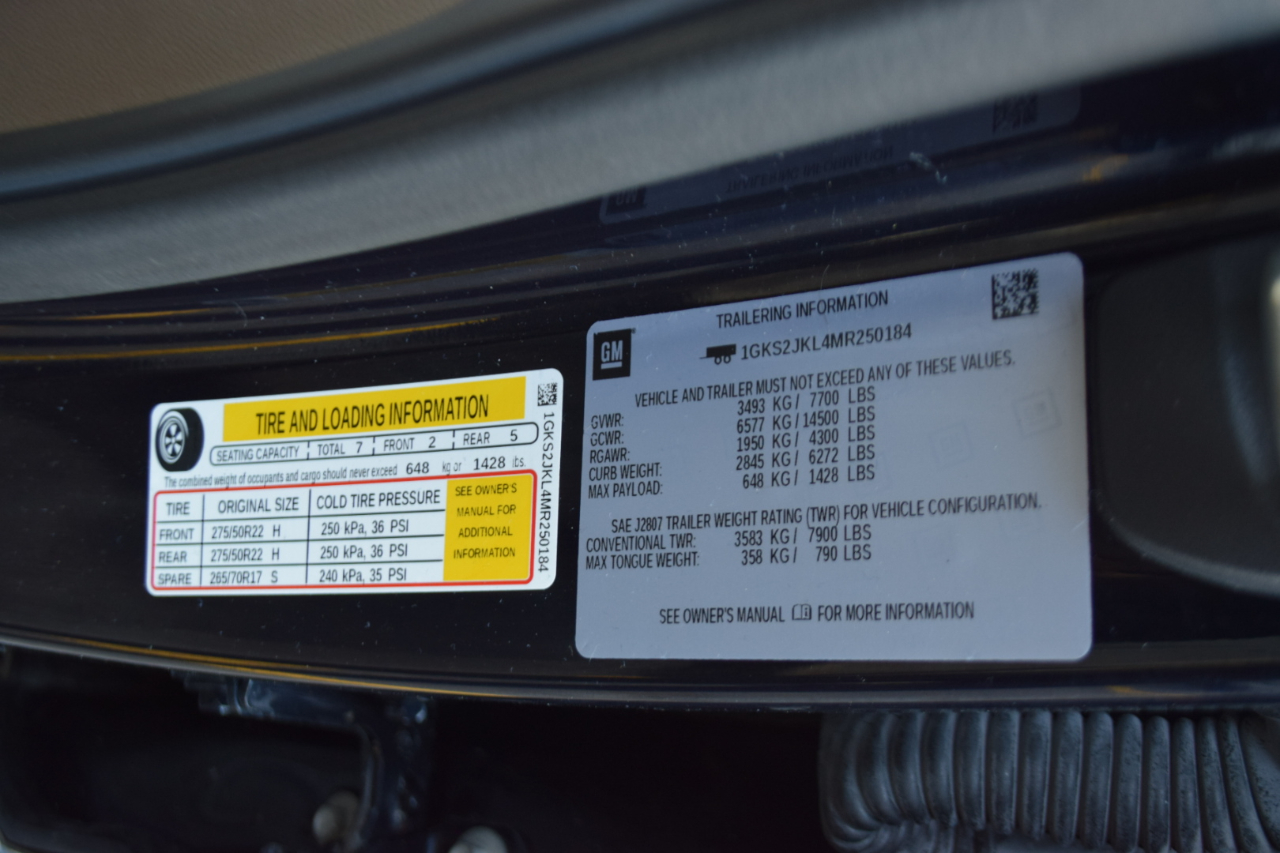 TIRE AND LOADING INFORMATION
SEATING CAPACITY TOTAL 7 FRONT 2 REAR 5
The combined weight of occupants and cargo should never exceed 648 kg or 1428 lbs.
TIRE ORIGINAL SIZE COLD TIRE PRESSURE
FRONT 275/50R22 H 250 kPa, 36 PSI
REAR 275/50R22 H 250 kPa, 36 PSI
SPARE 265/70R17 S 240 kPa, 35 PSI
SEE OWNER'S
MANUAL FOR
ADDITIONAL
INFORMATION
1GKS2JKL4MR250184
GM
TRAILERING INFORMATION
1GKS2JKL4MR250184
VEHICLE AND TRAILER MUST NOT EXCEED ANY OF THESE VALUES.
GVWR: 3493 KG/ 7700 LBS
GCWR: 6577 KG/14500 LBS
RGAWR: 1950 KG/ 4300 LBS
CURB WEIGHT: 2845 KG/ 6272 LBS
MAX PAYLOAD: 648 KG/ 1428 LBS
SAE J2807 TRAILER WEIGHT RATING (TWR) FOR VEHICLE CONFIGURATION.
CONVENTIONAL TWR: 3583 KG/ 7900 LBS
MAX TONGUE WEIGHT: 358 KG/ 790 LBS
SEE OWNER'S MANUAL FOR MORE INFORMATION